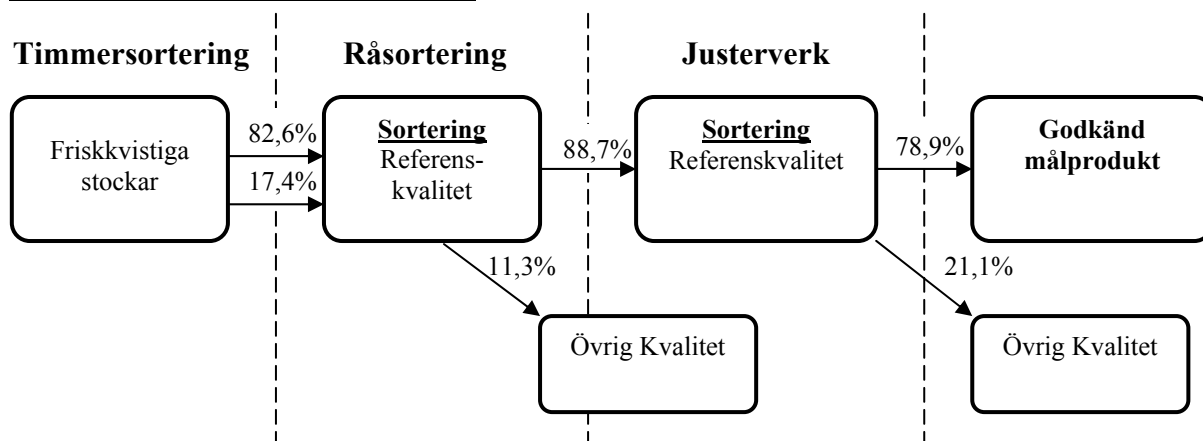 Timmersortering
Råsortering
Justerverk
Friskkvistiga
stockar
82,6%
17,4%
Sortering
Referens-
kvalitet
88,7%
11,3%
Övrig Kvalitet
Sortering
Referenskvalitet
78,9%
21,1%
Godkänd
målprodukt
Övrig Kvalitet